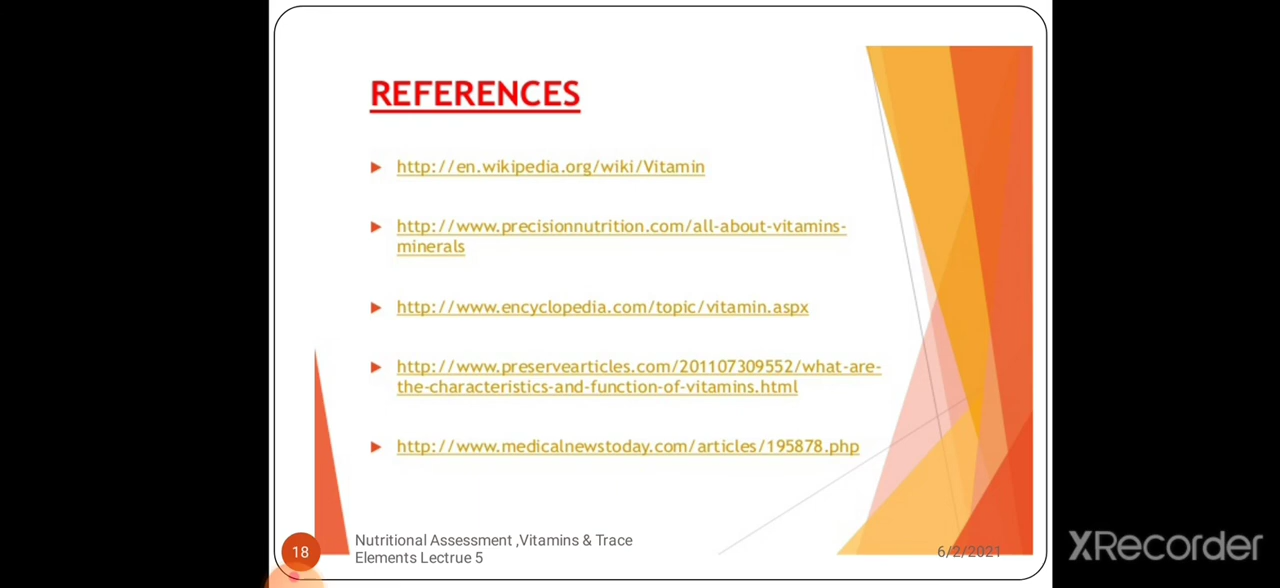 REFERENCES
http://en.wikipedia.org/wiki/Vitamin
http://www.precisionnutrition.com/all-about-vitamins-
minerals
http://www.encyclopedia.com/topic/vitamin.aspx
http://www.preservearticles.com/201107309552/what-are-
the-characteristics-and-function-of-vitamins.html
http://www.medicalnewstoday.com/articles/195878.php
18
Nutritional Assessment ,Vitamins & Trace
Elements Lectrue 5
6/2/2021
XRecorder